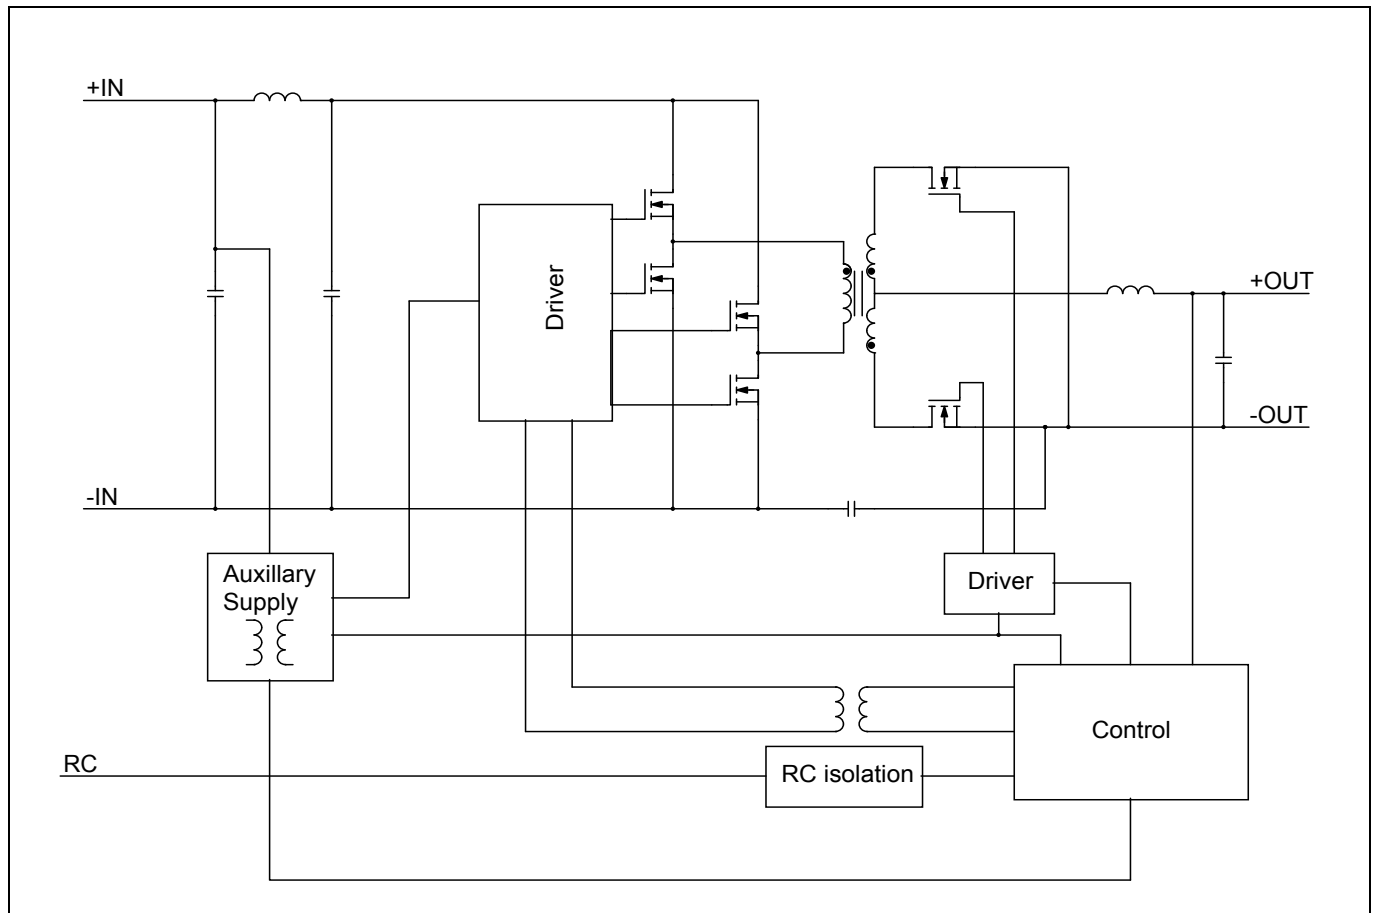 +IN
+OUT
Driver
-OUT
-IN
Auxillary
Supply
Driver
Control
RC
RC isolation